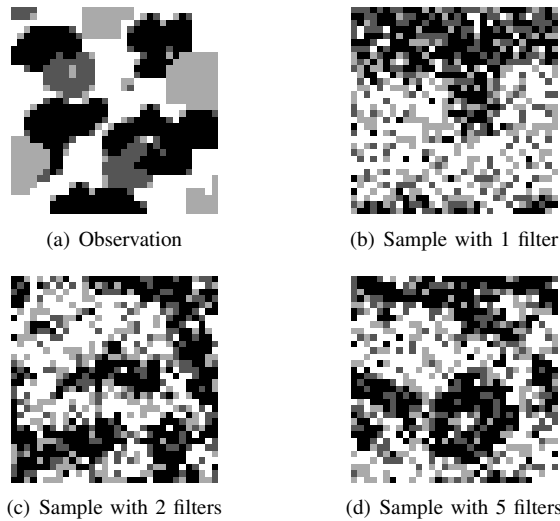 (a) Observation
(b) Sample with 1 filter
(c) Sample with 2 filters
(d) Sample with 5 filters